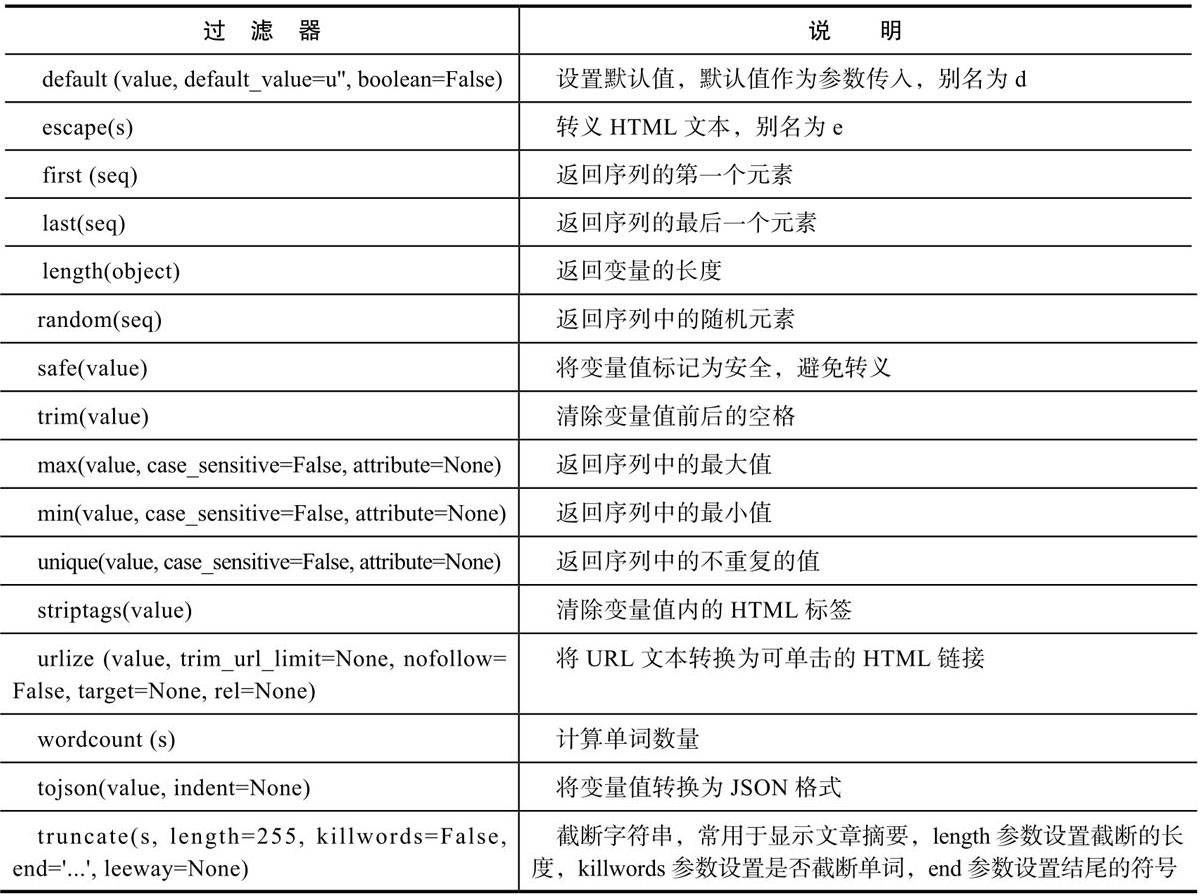 过 滤 器 说 明
default (value, default_value=u'', boolean=False) 设置默认值，默认值作为参数传入，别名为 d
escape(s) 转义 HTML 文本，别名为 e
first (seq) 返回序列的第一个元素
last(seq) 返回序列的最后一个元素
length(object) 返回变量的长度
random(seq) 返回序列中的随机元素
safe(value) 将变量值标记为安全，避免转义
trim(value) 清除变量值前后的空格
max(value, case_sensitive=False, attribute=None) 返回序列中的最大值
min(value, case_sensitive=False, attribute=None) 返回序列中的最小值
unique(value, case_sensitive=False, attribute=None) 返回序列中的不重复的值
striptags(value) 清除变量值内的 HTML 标签
urlize (value, trim_url_limit=None, nofollow= 将 URL 文本转换为可单击的 HTML 链接
False, target=None, rel=None)
wordcount (s) 计算单词数量
tojson(value, indent=None) 将变量值转换为 JSON 格式
truncate(s, length=255, killwords=False, 截断字符串，常用于显示文章摘要，length 参数设置截断的长
end='...', leeway=None) 度，killwords 参数设置是否截断单词，end 参数设置结尾的符号